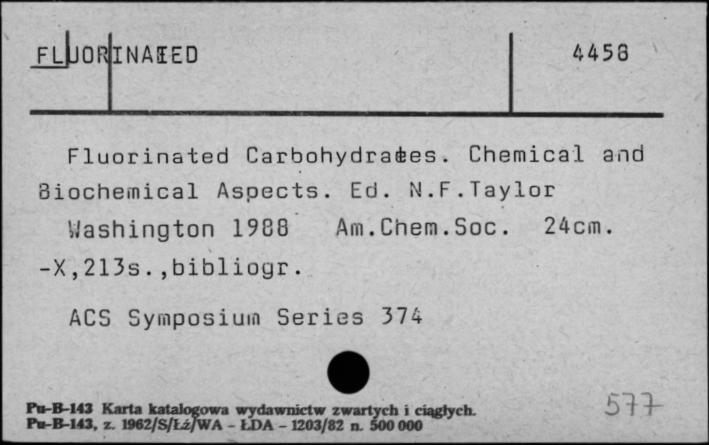 FLUORINATED 4458
Fluorinated Carbohydrates. Chemical and
Biochemical Aspects. Ed. N.F.Taylor
Washington 1988 Am.Chem.Soc. 24cm.
-X,213s.,bibliogr.
ACS Symposium Series 374
577
Pu-B-143 Karta katalogowa wydawnictw zwartych i ciągłych.
Pu-B-143, z. 1962/S/Łż/WA - ŁDA - 1203/82 n. 500 000